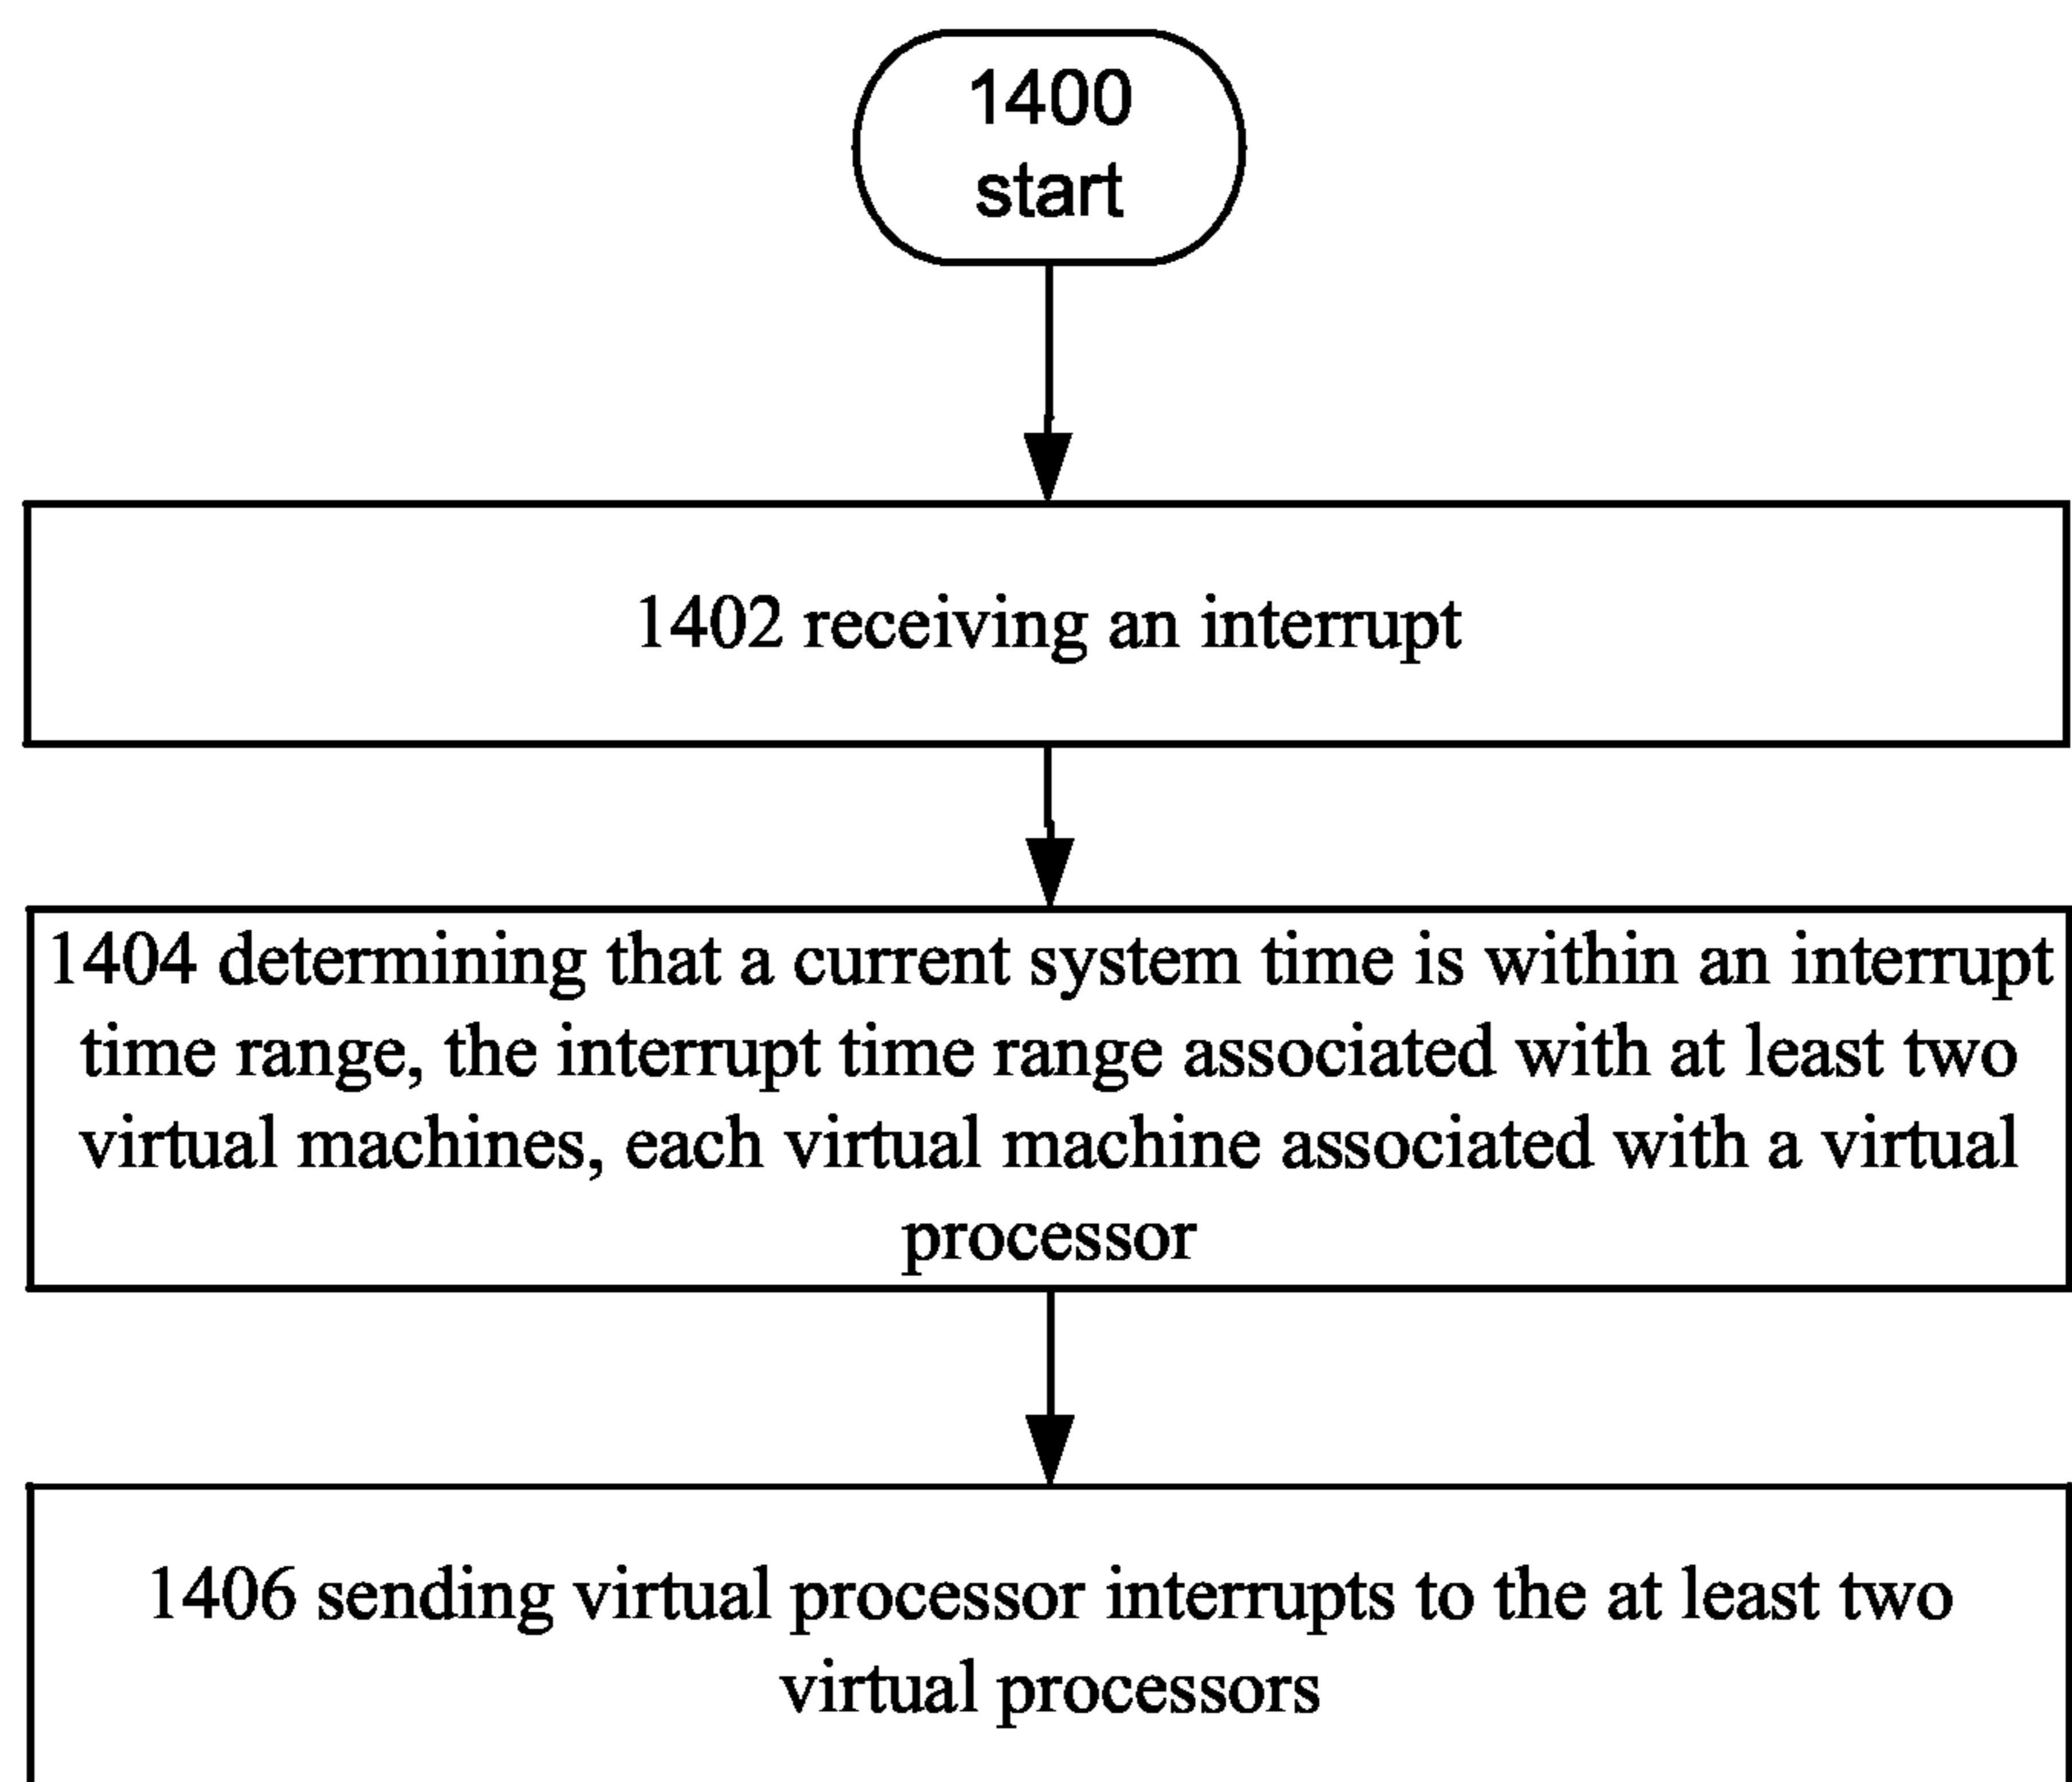 1400
start
1402 receiving an interrupt
1404 determining that a current system time is within an interrupt
time range, the interrupt time range associated with at least two
virtual machines, each virtual machine associated with a virtual
processor
1406 sending virtual processor interrupts to the at least two
virtual processors